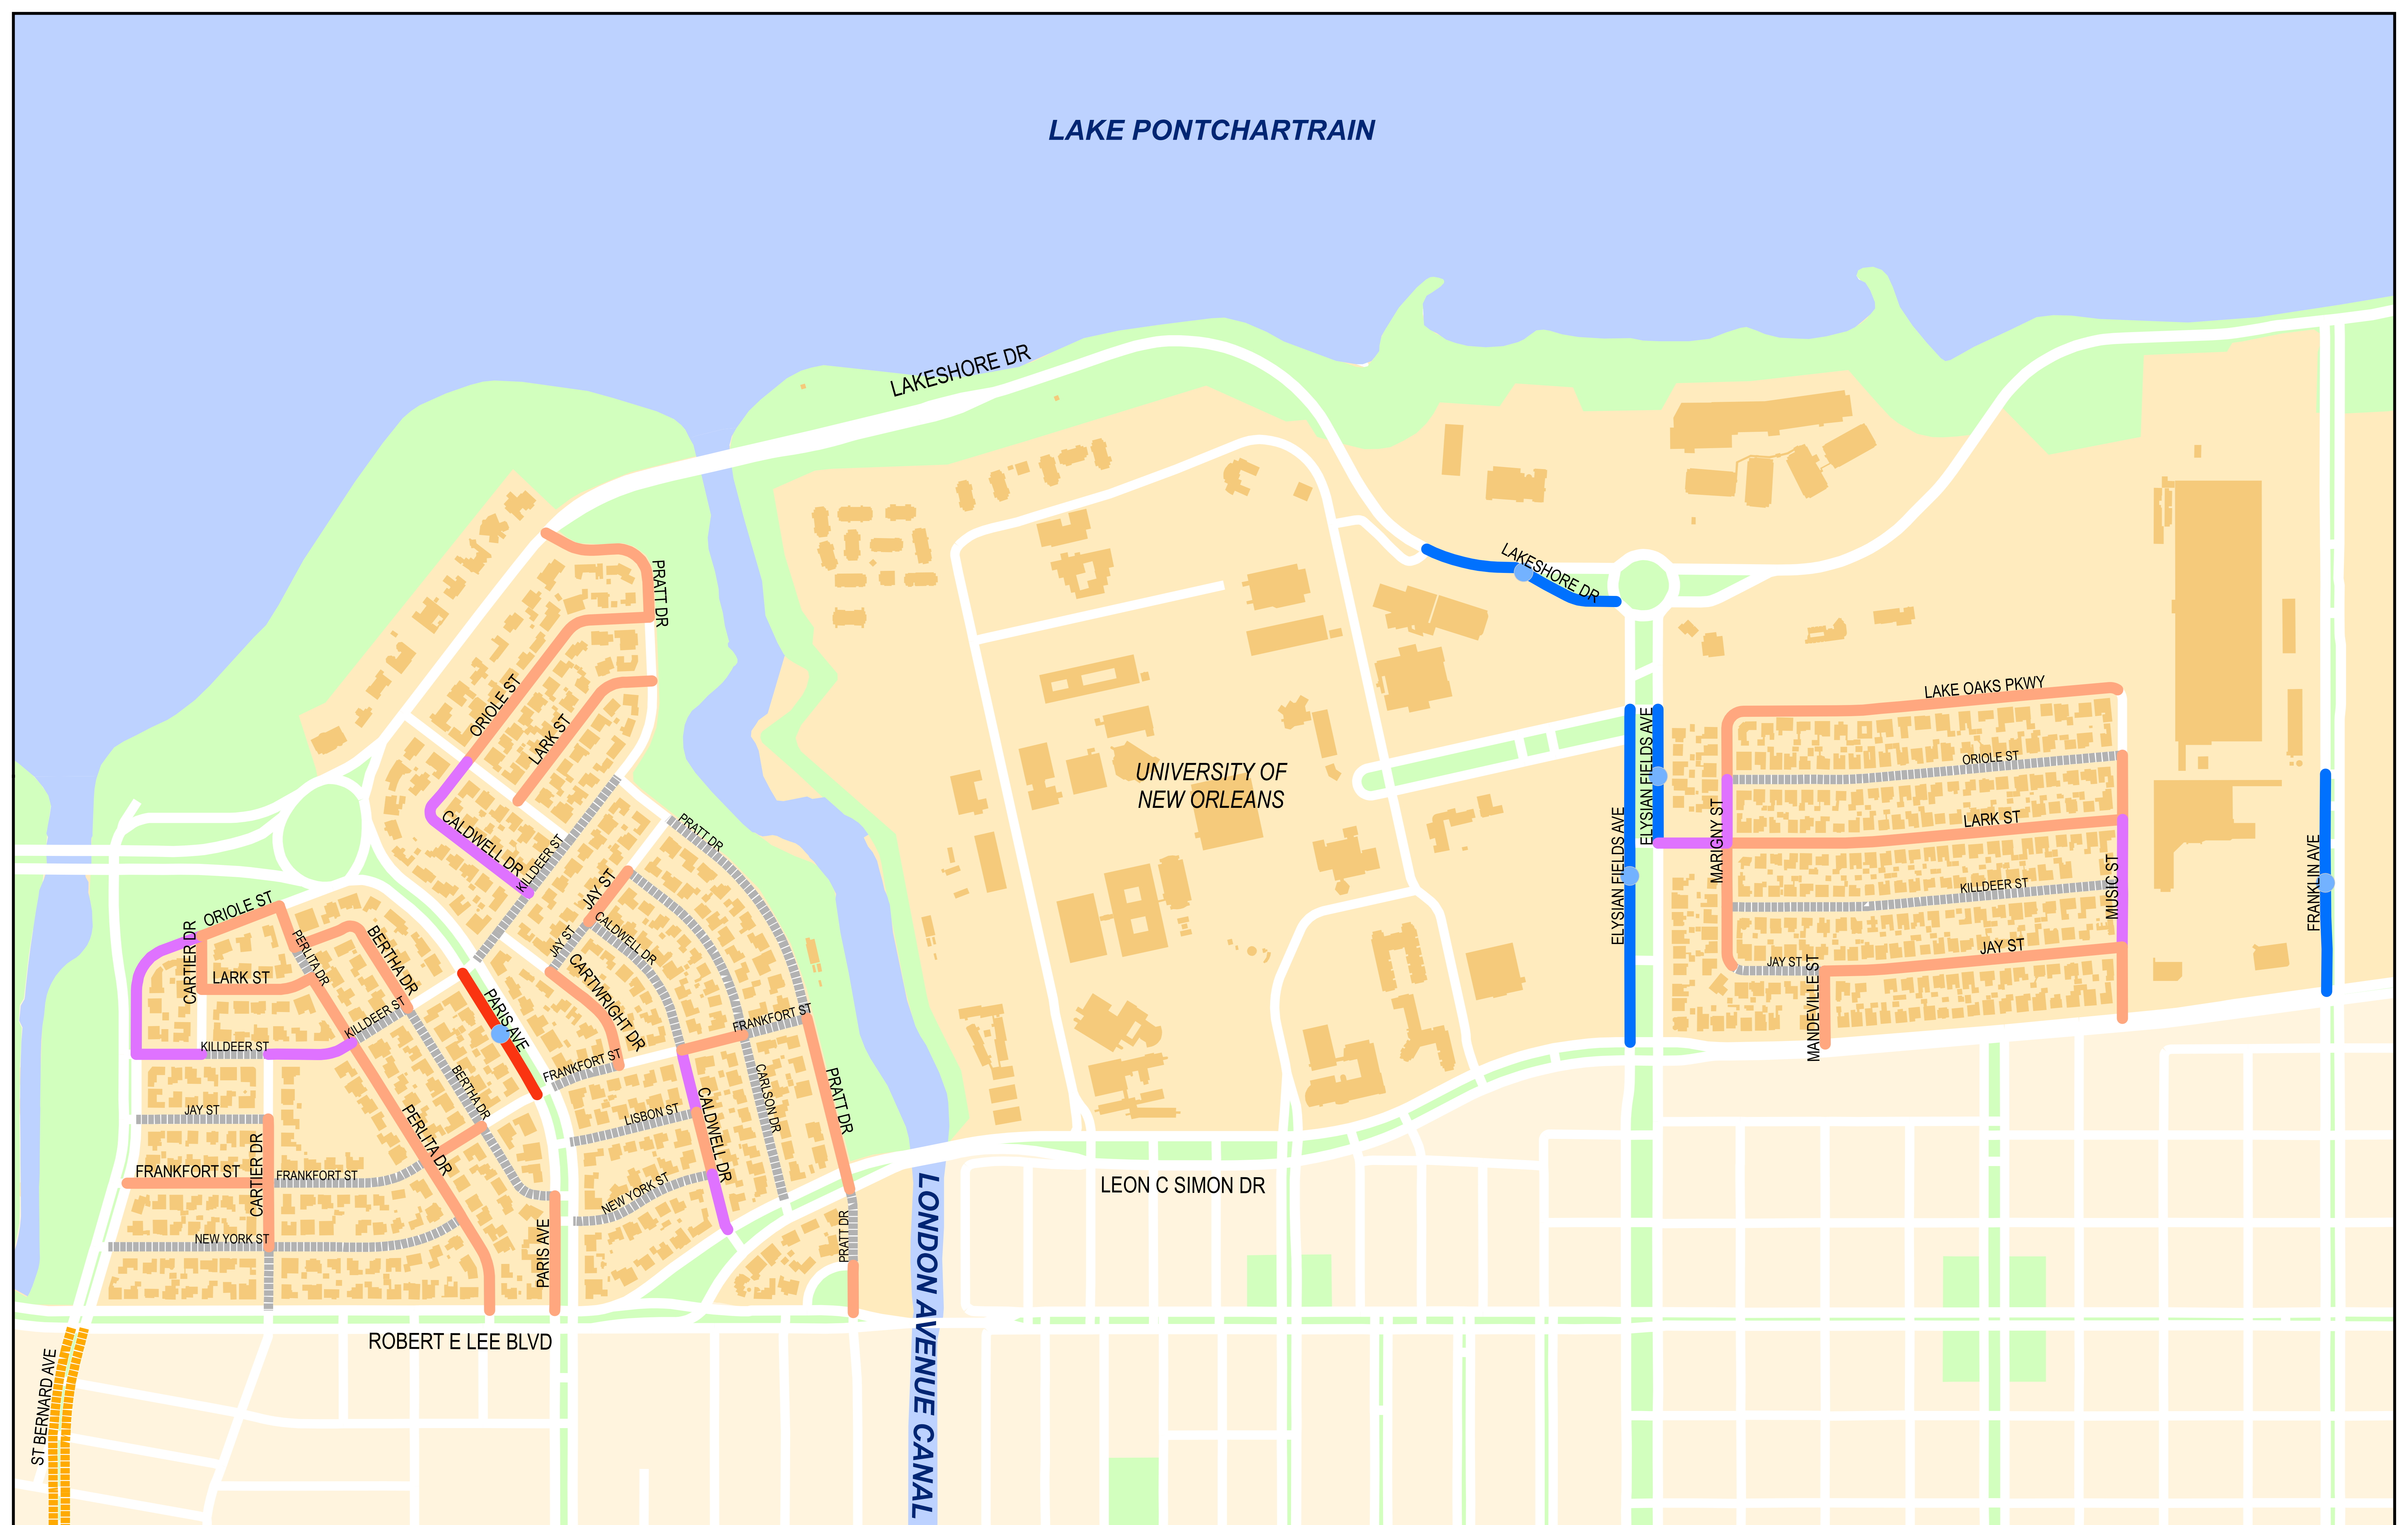 LAKE PONTCHARTRAIN
LAKESHORE DR
LAKESHORE DR
PRATT DR
ORIOLE ST
LARK ST
LAKE OAKS PKWY
ELYSIAN FIELDS AVE
ORIOLE ST
UNIVERSITY OF
NEW ORLEANS
CALDWELL DR
KILLDEER ST
PRATT DR
MARIGNY ST
LARK ST
ELYSIAN FIELDS AVE
FRANKLIN AVE
JAY ST
KILLDEER ST
MUSIC ST
ORIOLE ST
CARTIER DR
PERLITA DR
BERTHA DR
JAY ST
CALDWELL DR
JAY ST
JAY ST
LARK ST
CARTWRIGHT DR
MANDEVILLE ST
PARIS AVE
KILLDEER ST
FRANKFORT ST
KILLDEER ST
FRANKFORT ST
BERTHA DR
CARLSON DR
PRATT DR
JAY ST
LISBON ST
CALDWELL DR
PERLITA DR
CARTIER DR
FRANKFORT ST
FRANKFORT ST
NEW YORK ST
LEON C SIMON DR
PRATT DR
NEW YORK ST
PARIS AVE
LONDON AVENUE CANAL
ROBERT E LEE BLVD
ST BERNARD AVE